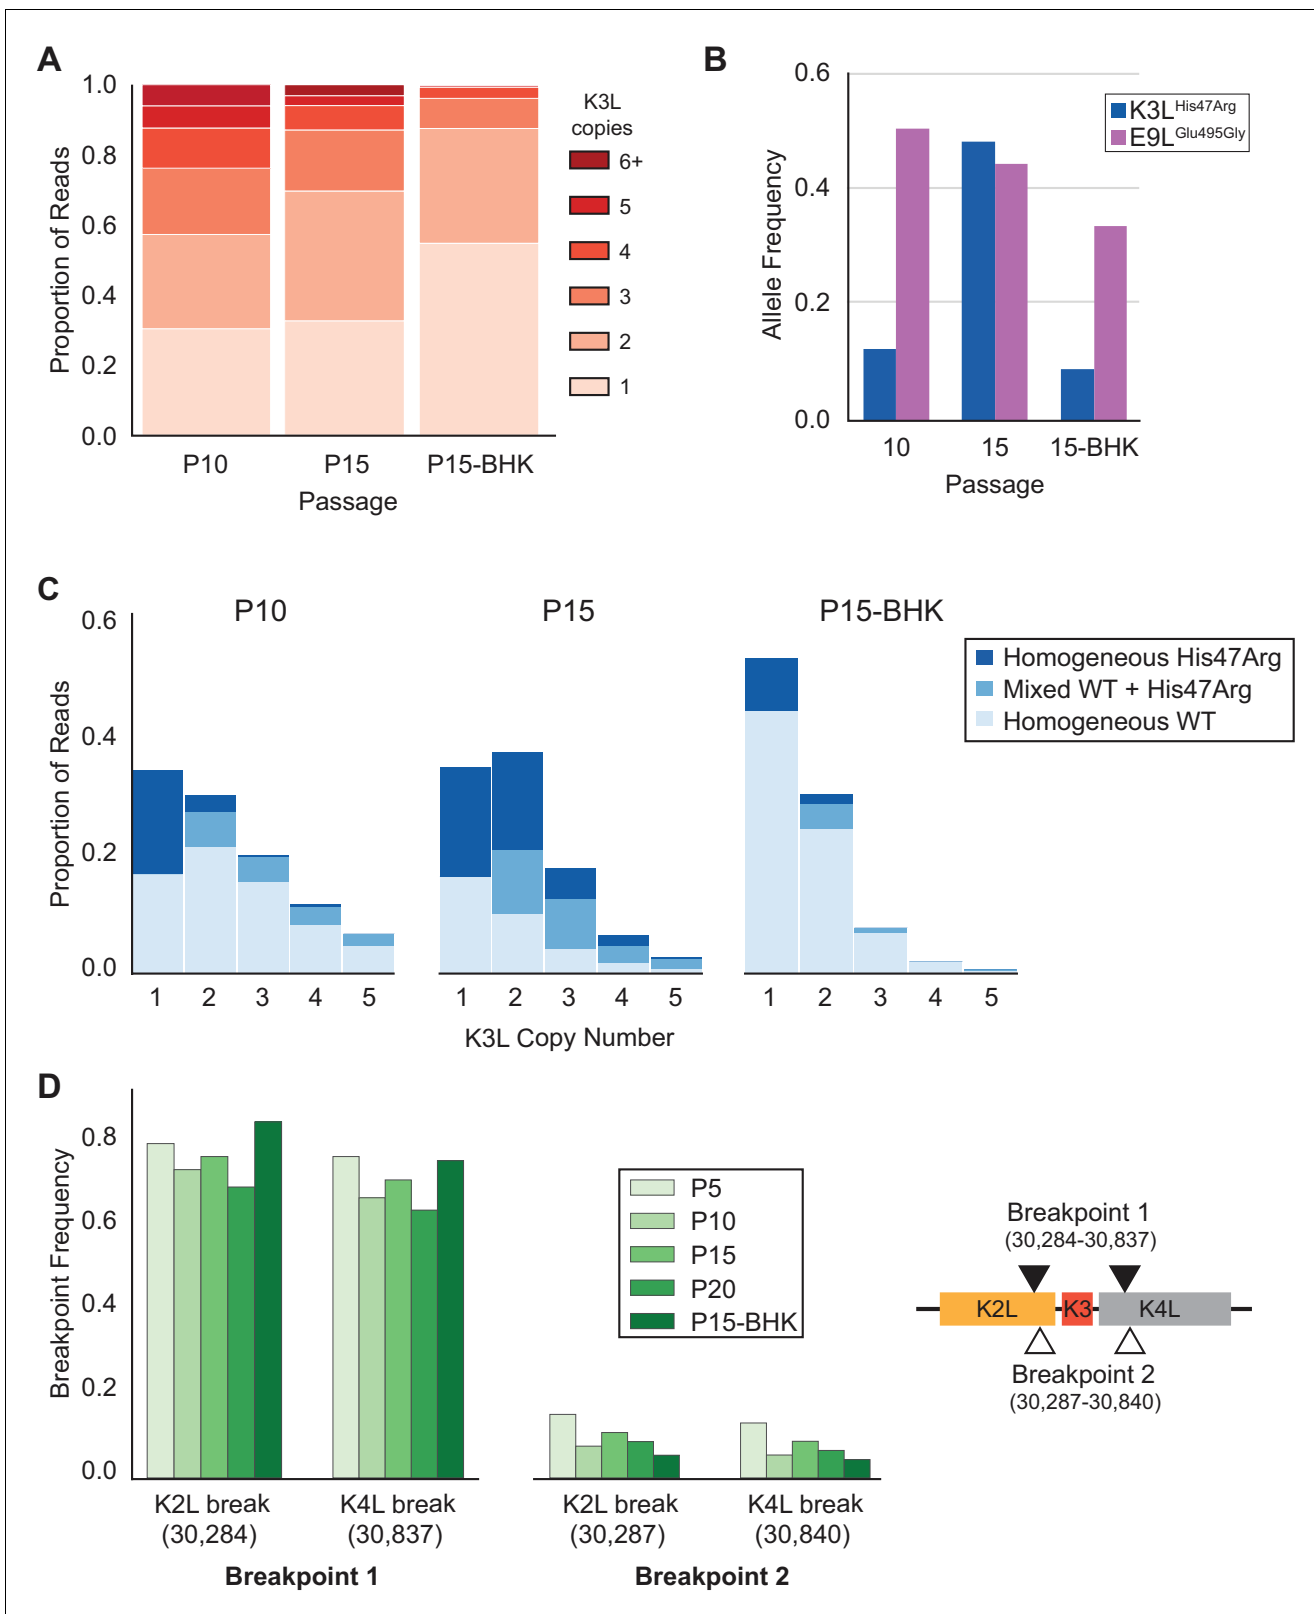 A
1.0
0.8
0.6
0.4
0.2
0.0
Proportion of Reads
P10
P15
P15-BHK
Passage
K3L
copies
6+
5
4
3
2
1
B
0.6
0.4
0.2
0.0
Allele Frequency
K3LHis47Arg
E9LGlu495Gly
10
15
15-BHK
Passage
C
P10
P15
P15-BHK
0.6
0.4
0.2
0.0
Proportion of Reads
Homogeneous His47Arg
Mixed WT + His47Arg
Homogeneous WT
1 2 3 4 5
1 2 3 4 5
1 2 3 4 5
K3L Copy Number
D
0.8
0.6
0.4
0.2
0.0
Breakpoint Frequency
P5
P10
P15
P20
P15-BHK
K2L break
(30,284)
K4L break
(30,837)
Breakpoint 1
K2L break
(30,287)
K4L break
(30,840)
Breakpoint 2
Breakpoint 1
(30,284-30,837)
K2L
K3
K4L
Breakpoint 2
(30,287-30,840)